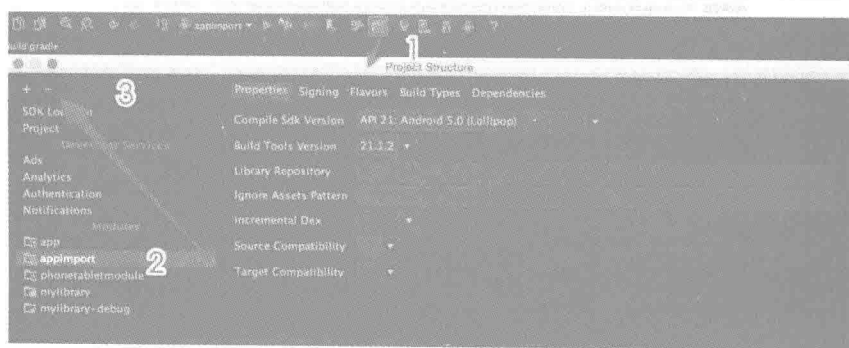 appimport
build.gradle
1
Project Structure
+ -
3
Properties Signing Flavors Build Types Dependencies
SDK Location
Compile Sdk Version API 21: Android 5.0 (Lollipop)
Project
Developer Services
Build Tools Version 21.1.2
Ads
Library Repository
Analytics
Authentication
Ignore Assets Pattern
Notifications
Incremental Dex
Modules
app
Source Compatibility
appimport
2
phonetabletmodule
Target Compatibility
mylibrary
mylibrary-debug